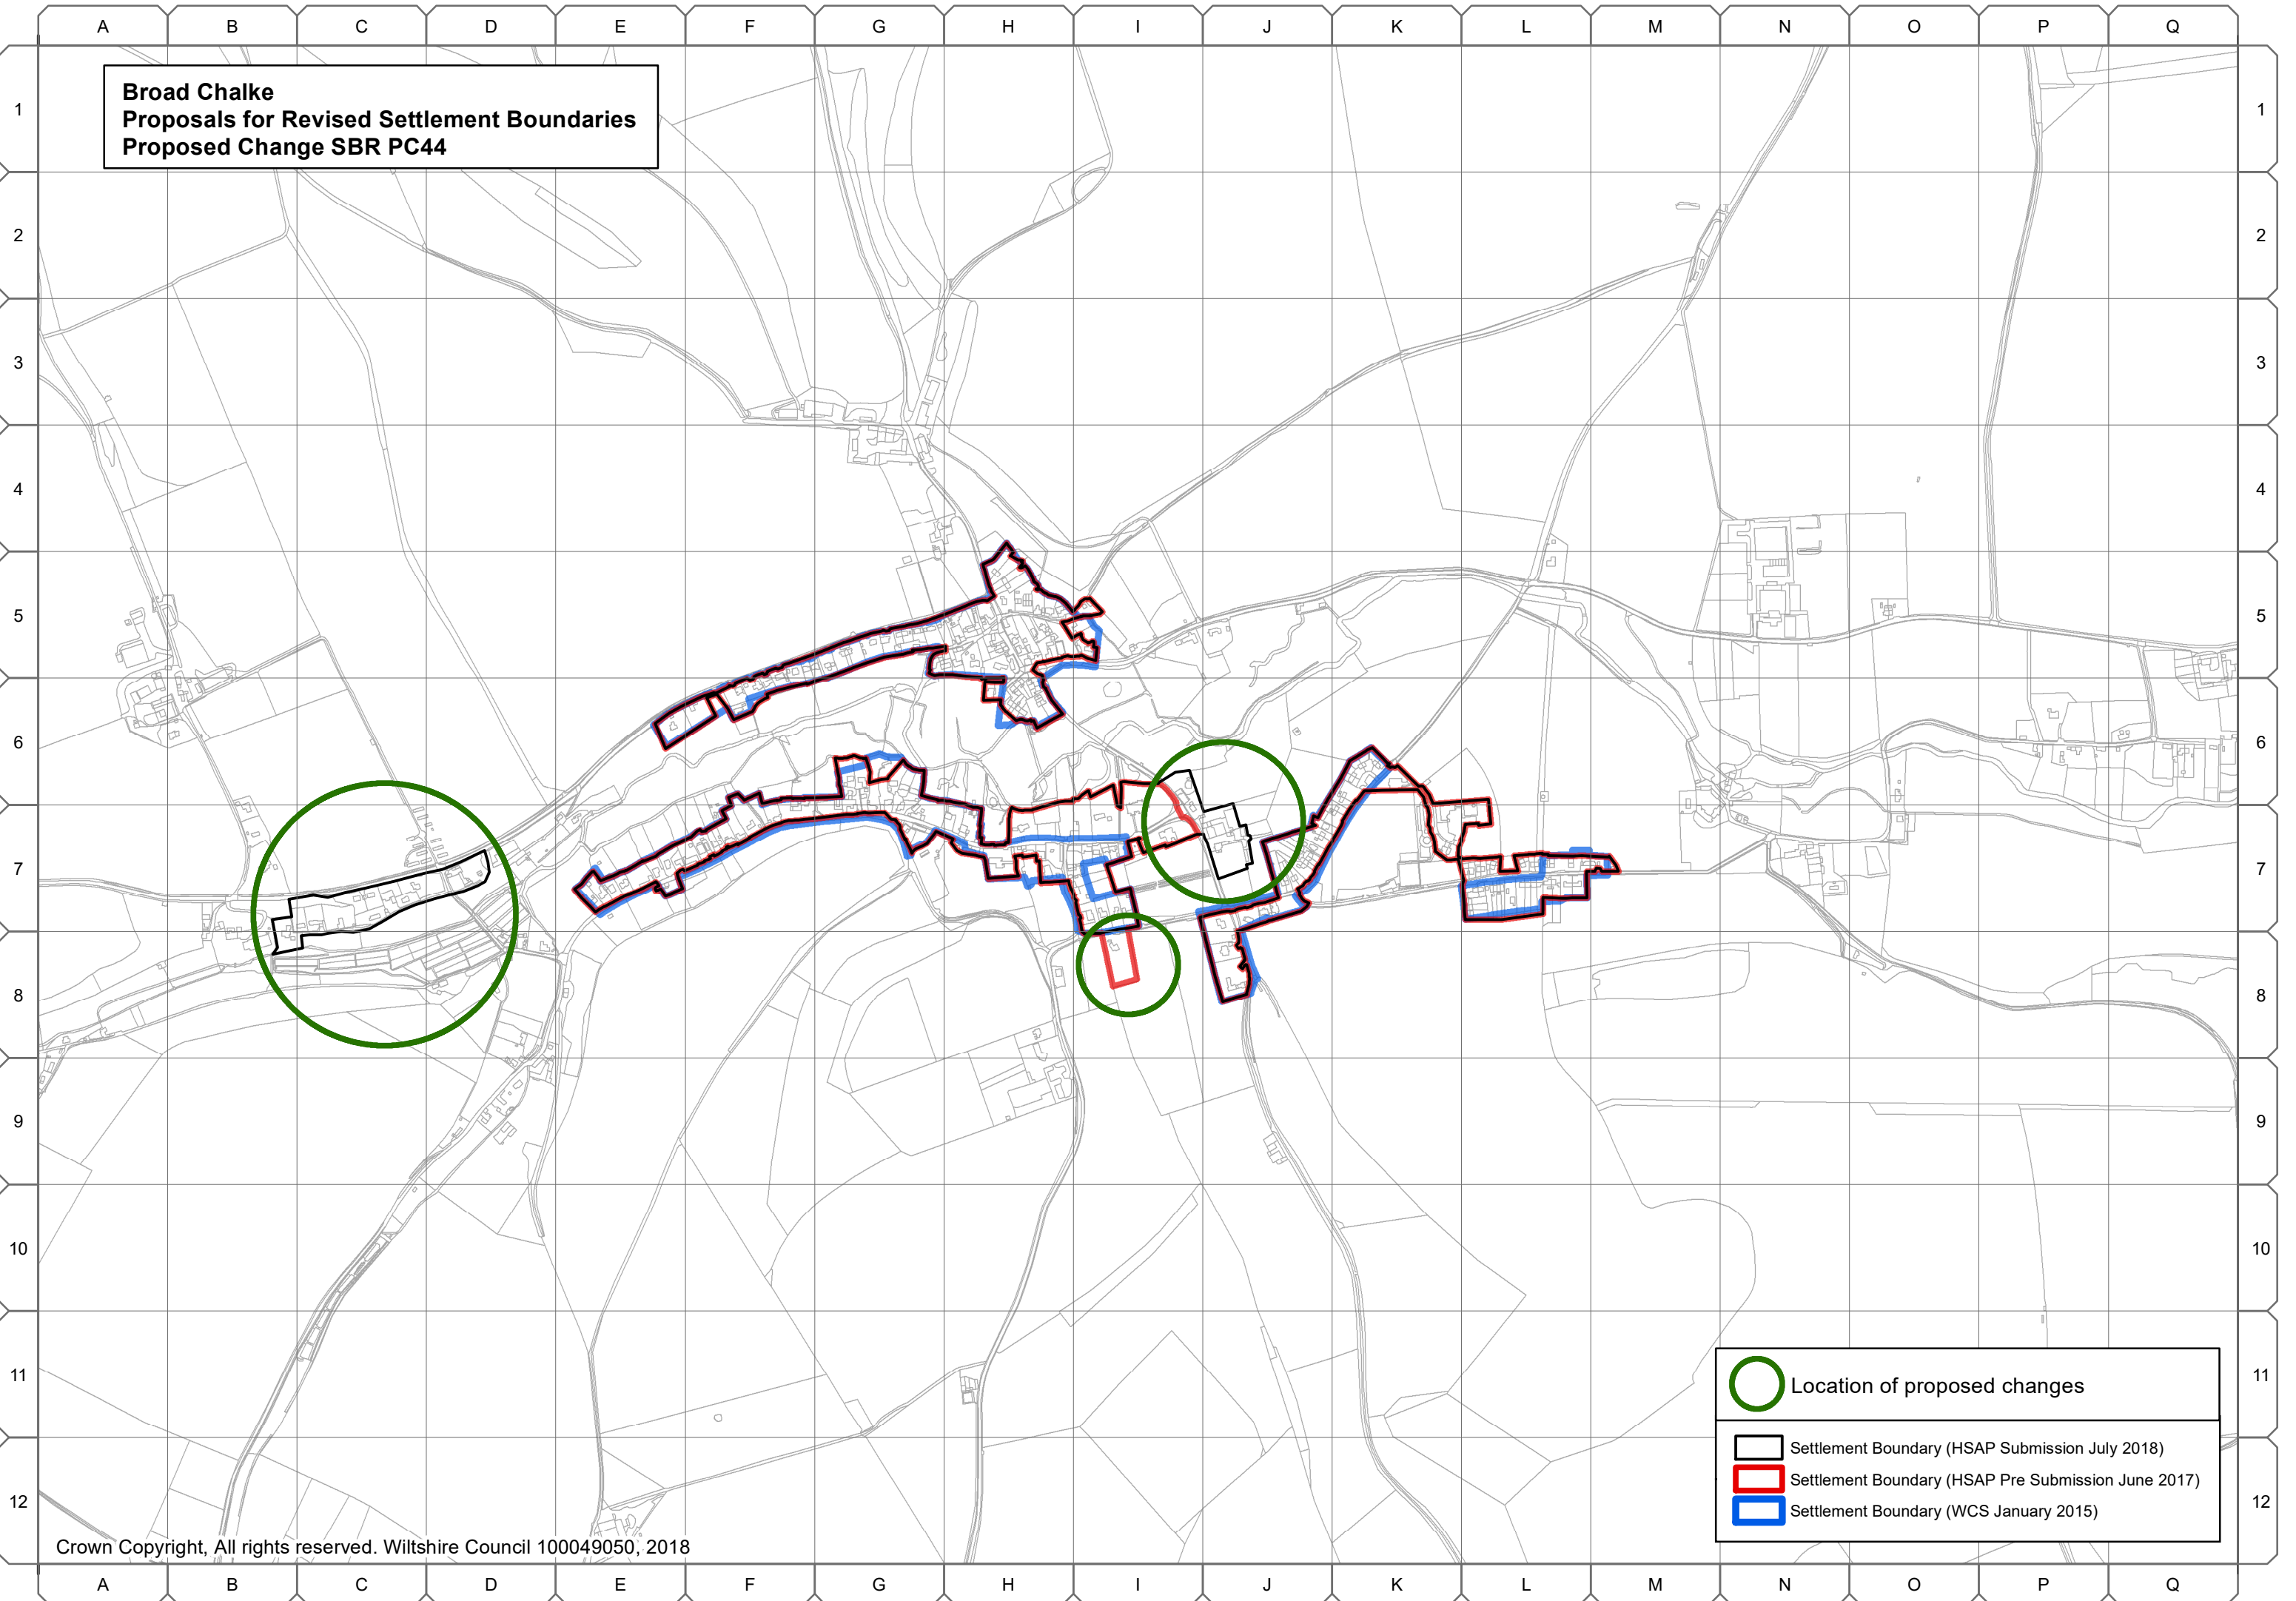 A B C D E F G H I J K L M N O P Q
Broad Chalke
Proposals for Revised Settlement Boundaries
Proposed Change SBR PC44
1 1
2 2
3 3
4 4
5 5
6 6
7 7
8 8
9 9
10 10
11 11
12 12
Location of proposed changes
Settlement Boundary (HSAP Submission July 2018)
Settlement Boundary (HSAP Pre Submission June 2017)
Settlement Boundary (WCS January 2015)
Crown Copyright, All rights reserved. Wiltshire Council 100049050, 2018
A B C D E F G H I J K L M N O P Q